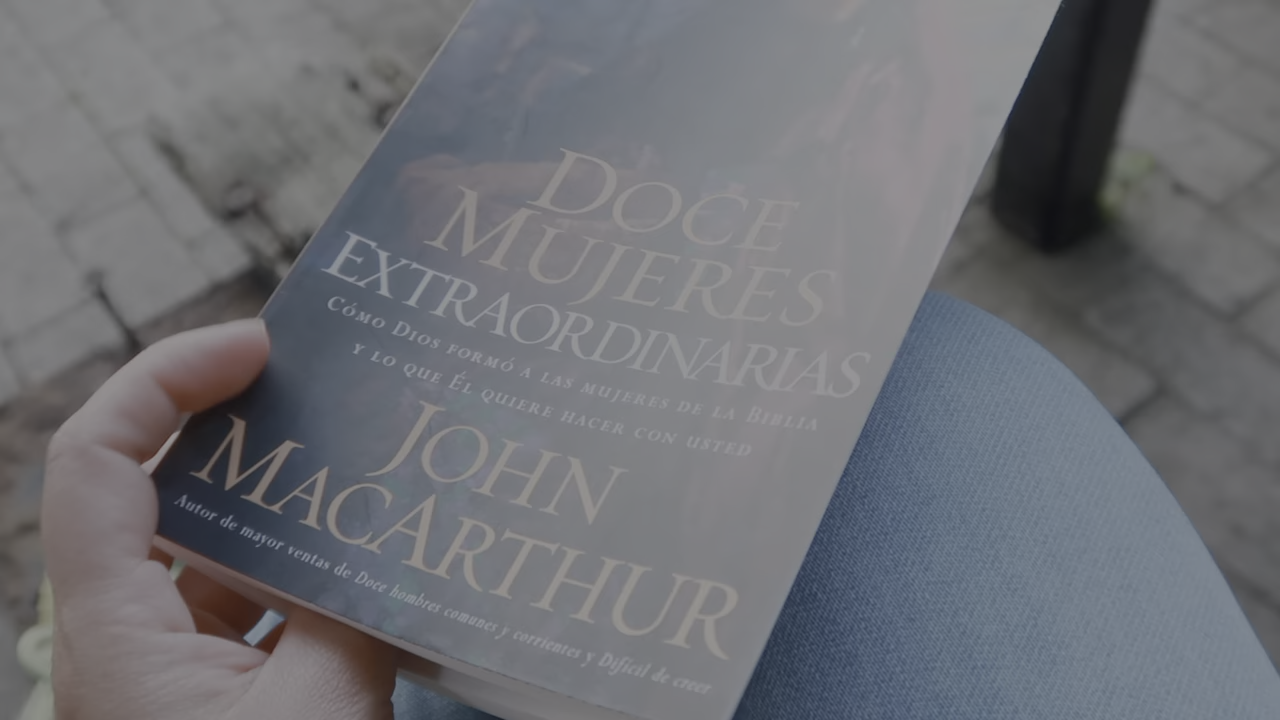 DOCE
MUJERES
EXTRAORDINARIAS
CÓMO DIOS FORMÓ A LAS MUJERES DE LA BIBLIA
Y LO QUE ÉL QUIERE HACER CON USTED
JOHN
MACARTHUR
Autor de mayor ventas de Doce hombres comunes y corrientes y Difícil de creer